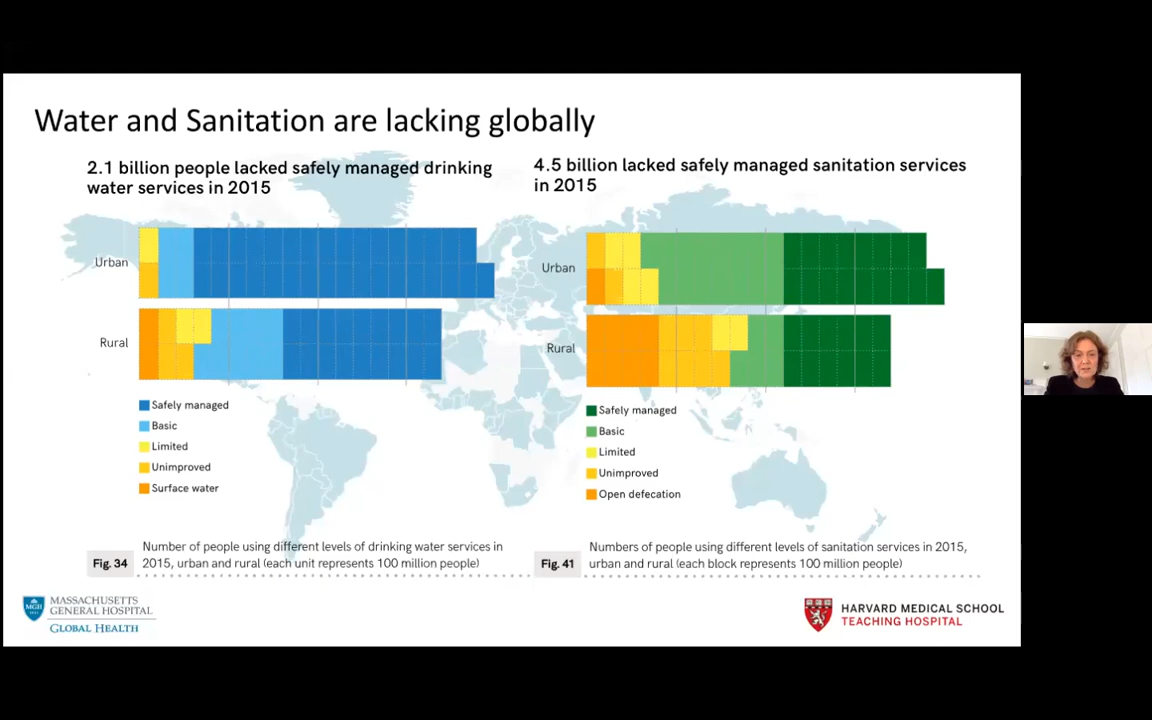 Water and Sanitation are lacking globally
2.1 billion people lacked safely managed drinking
water services in 2015
Urban
Rural
Safely managed
Basic
Limited
Unimproved
Surface water
Fig. 34
Number of people using different levels of drinking water services in
2015, urban and rural (each unit represents 100 million people)
4.5 billion lacked safely managed sanitation services
in 2015
Urban
Rural
Safely managed
Basic
Limited
Unimproved
Open defecation
Fig. 41
Numbers of people using different levels of sanitation services in 2015,
urban and rural (each block represents 100 million people)
MGH
MASSACHUSETTS
GENERAL HOSPITAL
GLOBAL HEALTH
HARVARD MEDICAL SCHOOL
TEACHING HOSPITAL